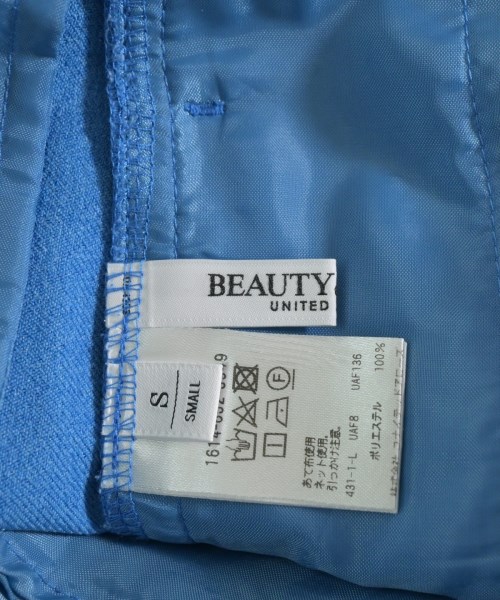 BEAUTY
UNITED
S
SMALL
あて布使用。
ネット使用。
引っかけ注意。
431-1-L UAF8 UAF136
ポリエステル 100%